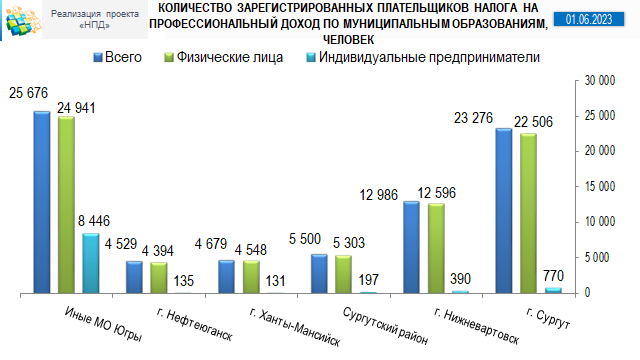 Реализация проекта
«НПД»
КОЛИЧЕСТВО ЗАРЕГИСТРИРОВАННЫХ ПЛАТЕЛЬЩИКОВ НАЛОГА НА
ПРОФЕССИОНАЛЬНЫЙ ДОХОД ПО МУНИЦИПАЛЬНЫМ ОБРАЗОВАНИЯМ,
ЧЕЛОВЕК
01.06.2023
Всего Физические лица Индивидуальные предприниматели
25 676 24 941 8 446
4 529 4 394 135
4 679 4 548 131
5 500 5 303 197
12 986 12 596 390
23 276 22 506 770
30 000
25 000
20 000
15 000
10 000
5 000
0
Иные МО Югры
г. Нефтеюганск
г. Ханты-Мансийск
Сургутский район
г. Нижневартовск
г. Сургут